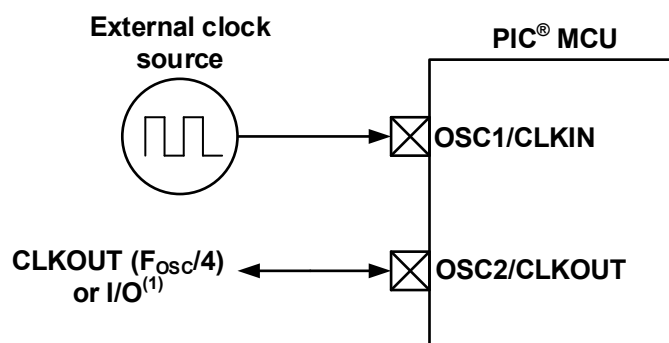 External clock
source
PIC® MCU
OSC1/CLKIN
CLKOUT (FOSC/4)
or I/O(1)
OSC2/CLKOUT